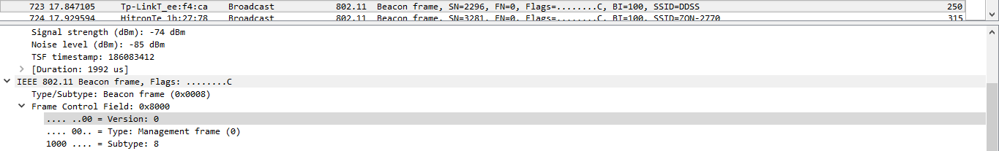 723 17.847105 Tp-LinkT_ee:f4:ca Broadcast 802.11 Beacon frame, SN=2296, FN=0, Flags=........C, BI=100, SSID=DDSS 250
724 17.929594 HitronTe_1b:27:78 Broadcast 802.11 Beacon frame, SN=3281, FN=0, Flags=........C, BI=100, SSID=ZON-2770 315
Signal strength (dBm): -74 dBm
Noise level (dBm): -85 dBm
TSF timestamp: 186083412
[Duration: 1992 us]
IEEE 802.11 Beacon frame, Flags: ........C
Type/Subtype: Beacon frame (0x0008)
Frame Control Field: 0x8000
.... ..00 = Version: 0
.... 00.. = Type: Management frame (0)
1000 .... = Subtype: 8